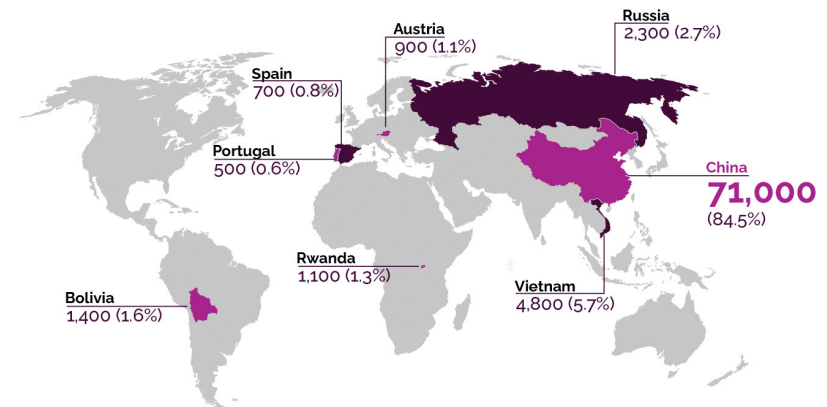 Austria
900 (1.1%)
Russia
2,300 (2.7%)
Spain
700 (0.8%)
Portugal
500 (0.6%)
China
71,000
(84.5%)
Rwanda
1,100 (1.3%)
Vietnam
4,800 (5.7%)
Bolivia
1,400 (1.6%)